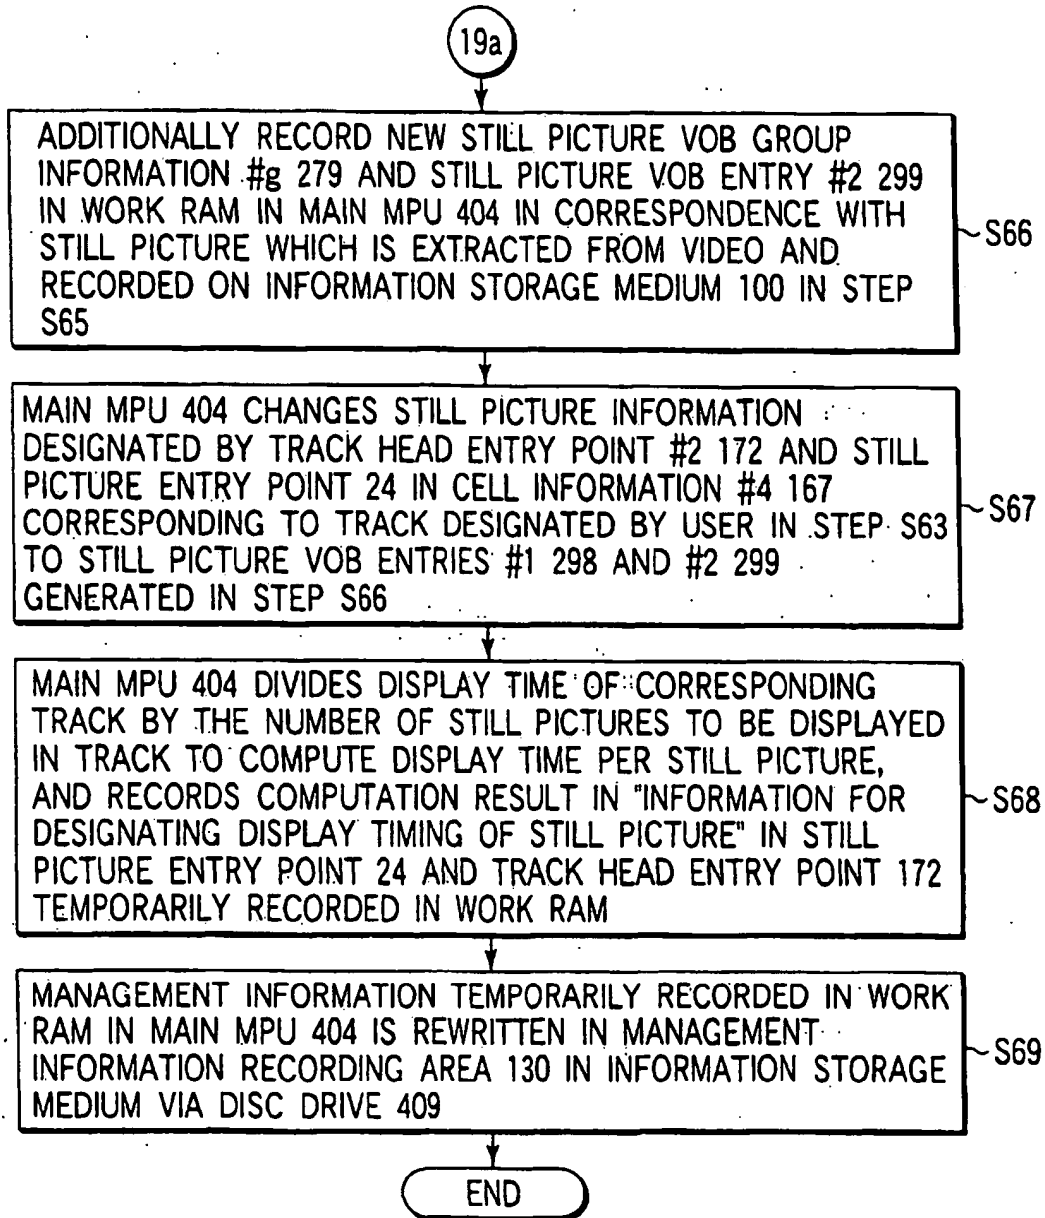 19a
ADDITIONALLY RECORD NEW STILL PICTURE VOB GROUP
INFORMATION #g 279 AND STILL PICTURE VOB ENTRY #2 299
IN WORK RAM IN MAIN MPU 404 IN CORRESPONDENCE WITH
STILL PICTURE WHICH IS EXTRACTED FROM VIDEO AND
RECORDED ON INFORMATION STORAGE MEDIUM 100 IN STEP
S65
S66
MAIN MPU 404 CHANGES STILL PICTURE INFORMATION
DESIGNATED BY TRACK HEAD ENTRY POINT #2 172 AND STILL
PICTURE ENTRY POINT 24 IN CELL INFORMATION #4 167
CORRESPONDING TO TRACK DESIGNATED BY USER IN STEP S63
TO STILL PICTURE VOB ENTRIES #1 298 AND #2 299
GENERATED IN STEP S66
S67
MAIN MPU 404 DIVIDES DISPLAY TIME OF CORRESPONDING
TRACK BY THE NUMBER OF STILL PICTURES TO BE DISPLAYED
IN TRACK TO COMPUTE DISPLAY TIME PER STILL PICTURE,
AND RECORDS COMPUTATION RESULT IN "INFORMATION FOR
DESIGNATING DISPLAY TIMING OF STILL PICTURE" IN STILL
PICTURE ENTRY POINT 24 AND TRACK HEAD ENTRY POINT 172
TEMPORARILY RECORDED IN WORK RAM
S68
MANAGEMENT INFORMATION TEMPORARILY RECORDED IN WORK
RAM IN MAIN MPU 404 IS REWRITTEN IN MANAGEMENT
INFORMATION RECORDING AREA 130 IN INFORMATION STORAGE
MEDIUM VIA DISC DRIVE 409
S69
END